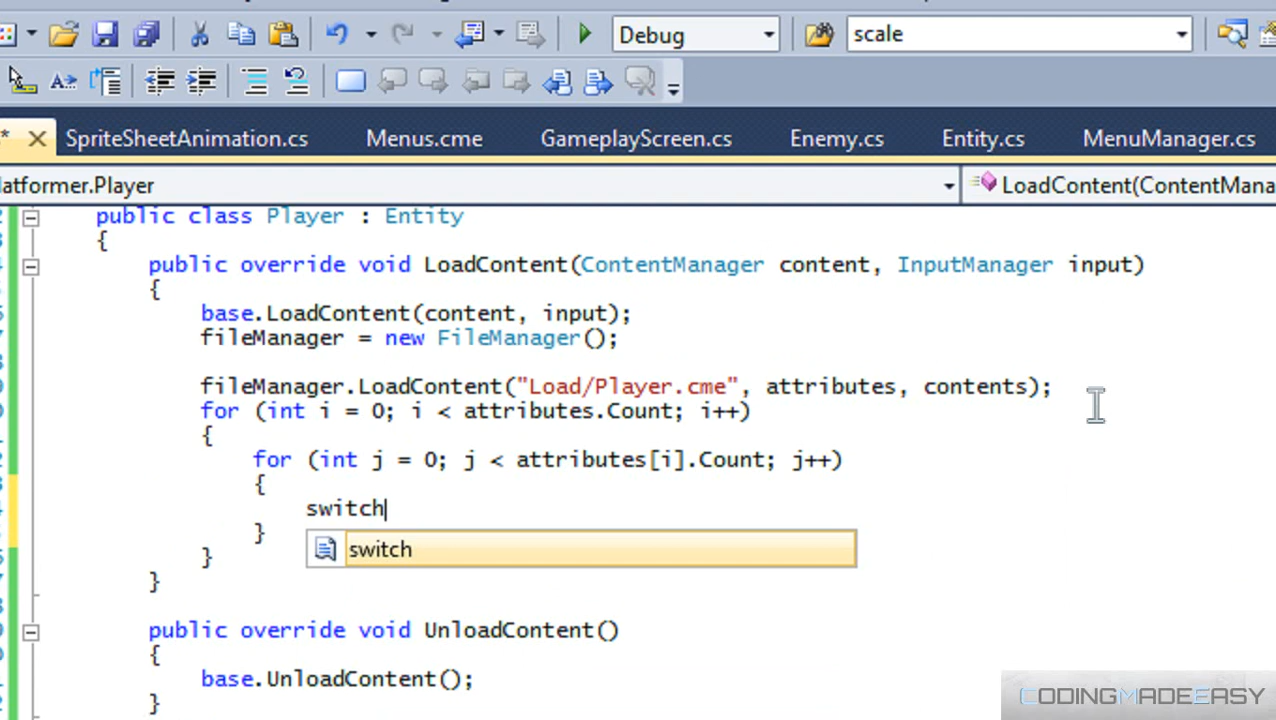 Debug
scale
* SpriteSheetAnimation.cs Menus.cme GameplayScreen.cs Enemy.cs Entity.cs MenuManager.cs
latformer.Player LoadContent(ContentMana
public class Player : Entity
{
public override void LoadContent(ContentManager content, InputManager input)
{
base.LoadContent(content, input);
fileManager = new FileManager();
fileManager.LoadContent("Load/Player.cme", attributes, contents);
for (int i = 0; i < attributes.Count; i++)
{
for (int j = 0; j < attributes[i].Count; j++)
{
switch
}
switch
}
}
public override void UnloadContent()
{
base.UnloadContent();
}
CODINGMADEEASY